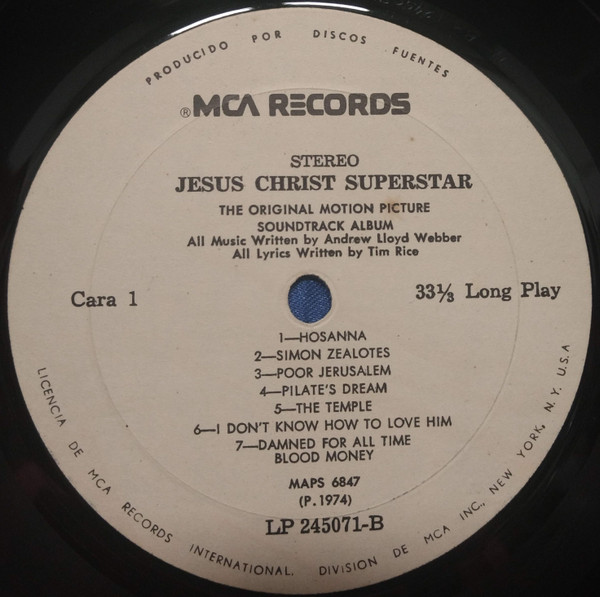 PRODUCIDO POR DISCOS FUENTES
® MCA RECORDS
STEREO
JESUS CHRIST SUPERSTAR
THE ORIGINAL MOTION PICTURE
SOUNDTRACK ALBUM
All Music Written by Andrew Lloyd Webber
All Lyrics Written by Tim Rice
Cara 1
33⅓ Long Play
1—HOSANNA
2—SIMON ZEALOTES
3—POOR JERUSALEM
4—PILATE'S DREAM
5—THE TEMPLE
6—I DON'T KNOW HOW TO LOVE HIM
7—DAMNED FOR ALL TIME
BLOOD MONEY
MAPS 6847
(P.1974)
LP 245071-B
LICENCIA DE MCA RECORDS INTERNATIONAL. DIVISION DE MCA INC, NEW YORK, N.Y. U.S.A